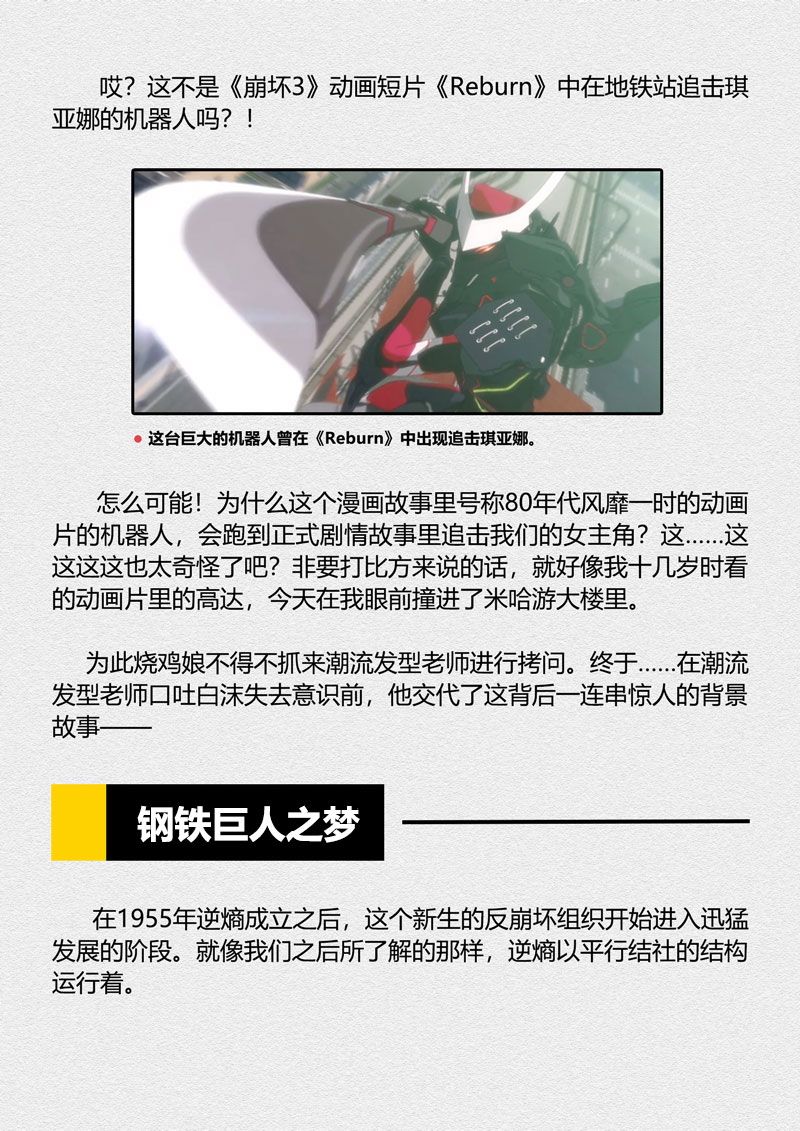 哎？这不是《崩坏3》动画短片《Reburn》中在地铁站追击琪
亚娜的机器人吗？！
这台巨大的机器人曾在《Reburn》中出现追击琪亚娜。
怎么可能！为什么这个漫画故事里号称80年代风靡一时的动画
片的机器人，会跑到正式剧情故事里追击我们的女主角？这……这
这这这这也太奇怪了吧？非要打比方来说的话，就好像我十几岁时看
的动画片里的高达，今天在我眼前撞进了米哈游大楼里。
为此烧鸡娘不得不抓来潮流发型老师进行拷问。终于……在潮流
发型老师口吐白沫失去意识前，他交代了这背后一连串惊人的背景
故事——
钢铁巨人之梦
在1955年逆熵成立之后，这个新生的反崩坏组织开始进入迅猛
发展的阶段。就像我们之后所了解的那样，逆熵以平行结社的结构
运行着。